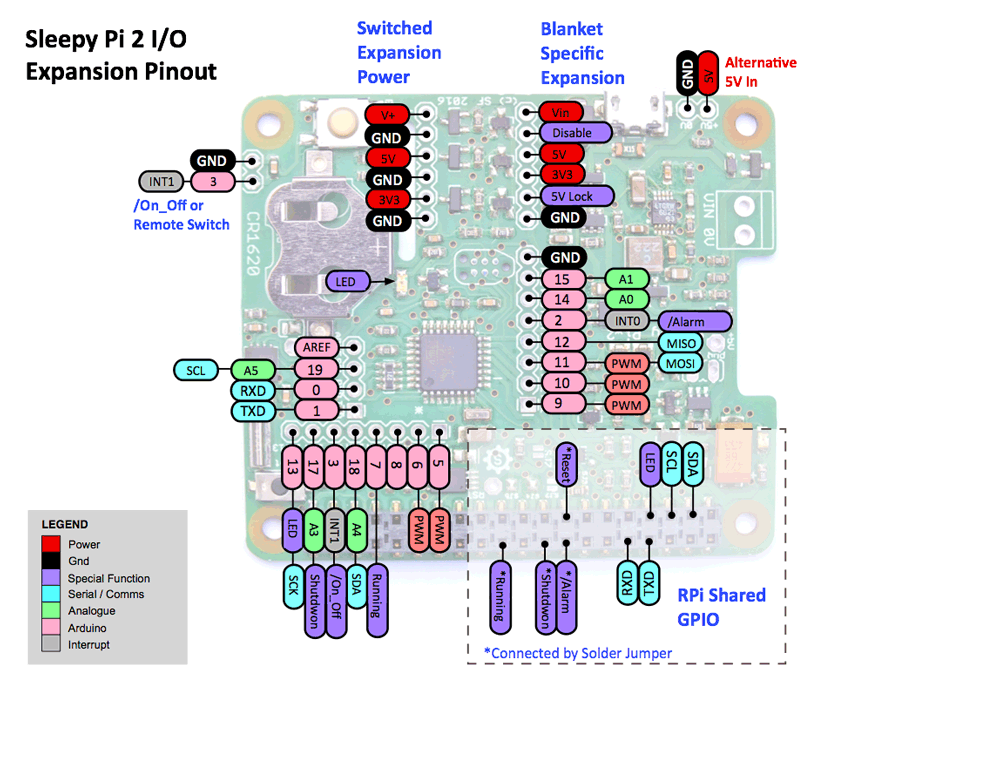 Sleepy Pi 2 I/O
Expansion Pinout
Switched
Expansion
Power
Blanket
Specific
Expansion
GND
5V
Alternative
5V In
V+
GND
5V
GND
3V3
GND
Vin
Disable
5V
3V3
5V Lock
GND
GND
INT1
3
/On_Off or
Remote Switch
CR1620
2016
(c) SF
VIN 0V
LED
GND
15
A1
14
A0
2
INT0
/Alarm
12
MISO
11
PWM
MOSI
10
PWM
9
PWM
AREF
SCL
A5
19
RXD
0
TXD
1
13
17
3
18
7
8
6
5
LED
A3
INT1
A4
PWM
PWM
SCK
Shutdwon
/On_Off
SDA
Running
*Reset
LED
SCL
SDA
*Running
*Shutdwon
*/Alarm
RXD
TXD
RPi Shared
GPIO
*Connected by Solder Jumper
LEGEND
Power
Gnd
Special Function
Serial / Comms
Analogue
Arduino
Interrupt